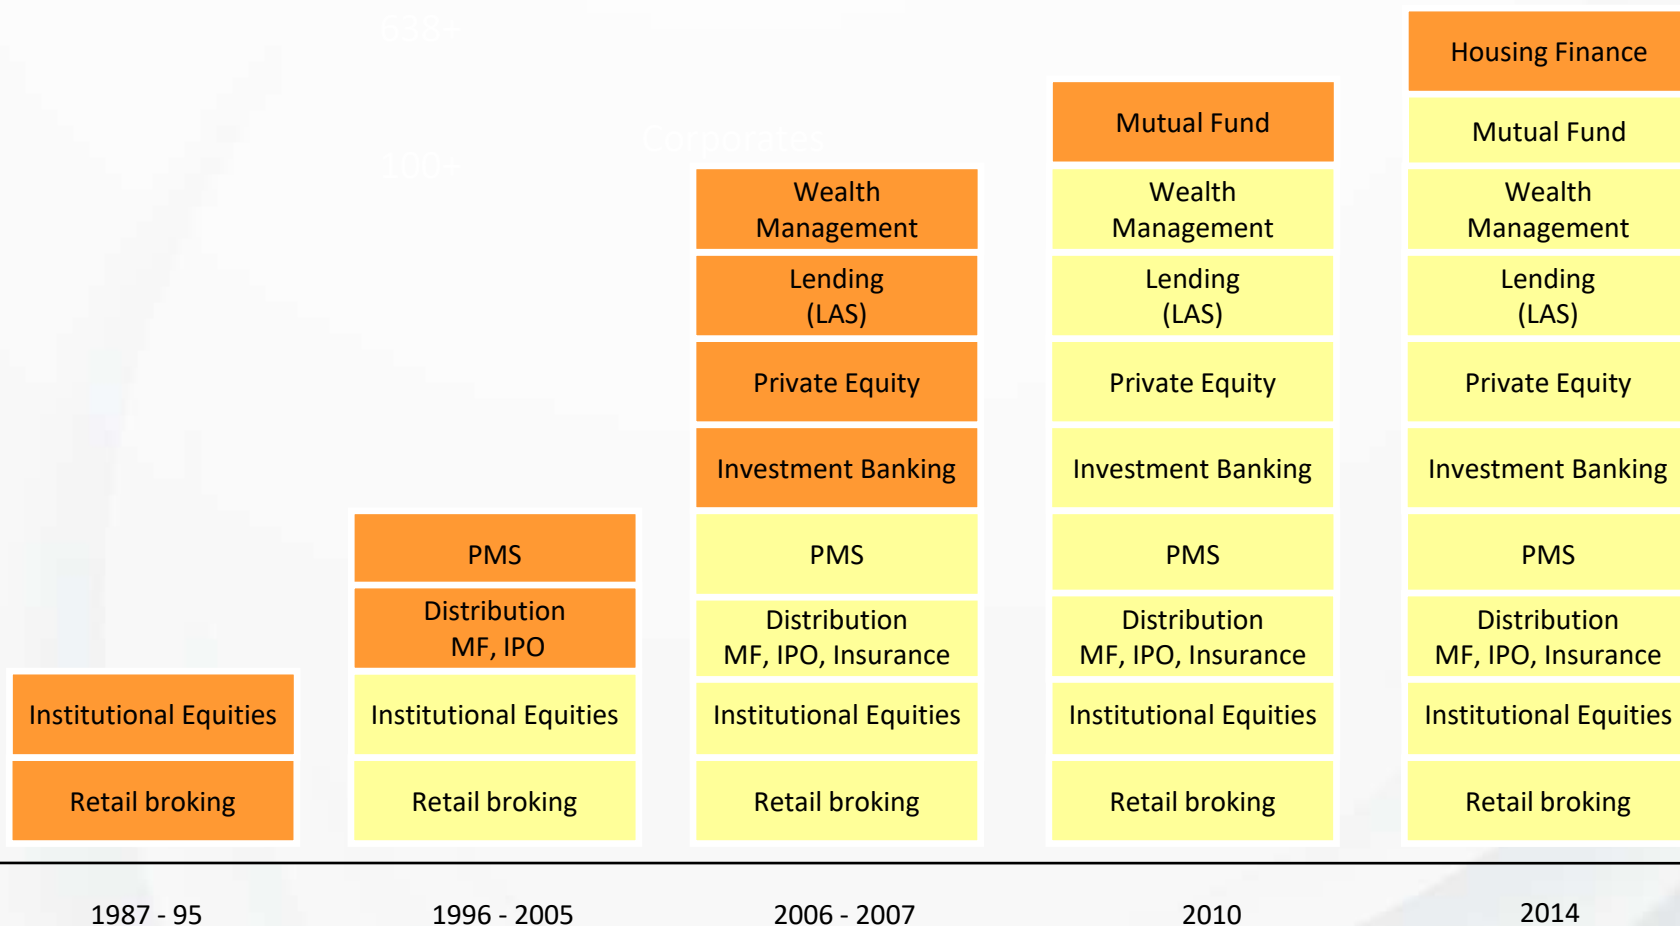 638+
Corporates
100+
Institutional Equities
Retail broking
1987 - 95
PMS
Distribution
MF, IPO
Institutional Equities
Retail broking
1996 - 2005
Wealth
Management
Lending
(LAS)
Private Equity
Investment Banking
PMS
Distribution
MF, IPO, Insurance
Institutional Equities
Retail broking
2006 - 2007
Mutual Fund
Wealth
Management
Lending
(LAS)
Private Equity
Investment Banking
PMS
Distribution
MF, IPO, Insurance
Institutional Equities
Retail broking
2010
Housing Finance
Mutual Fund
Wealth
Management
Lending
(LAS)
Private Equity
Investment Banking
PMS
Distribution
MF, IPO, Insurance
Institutional Equities
Retail broking
2014